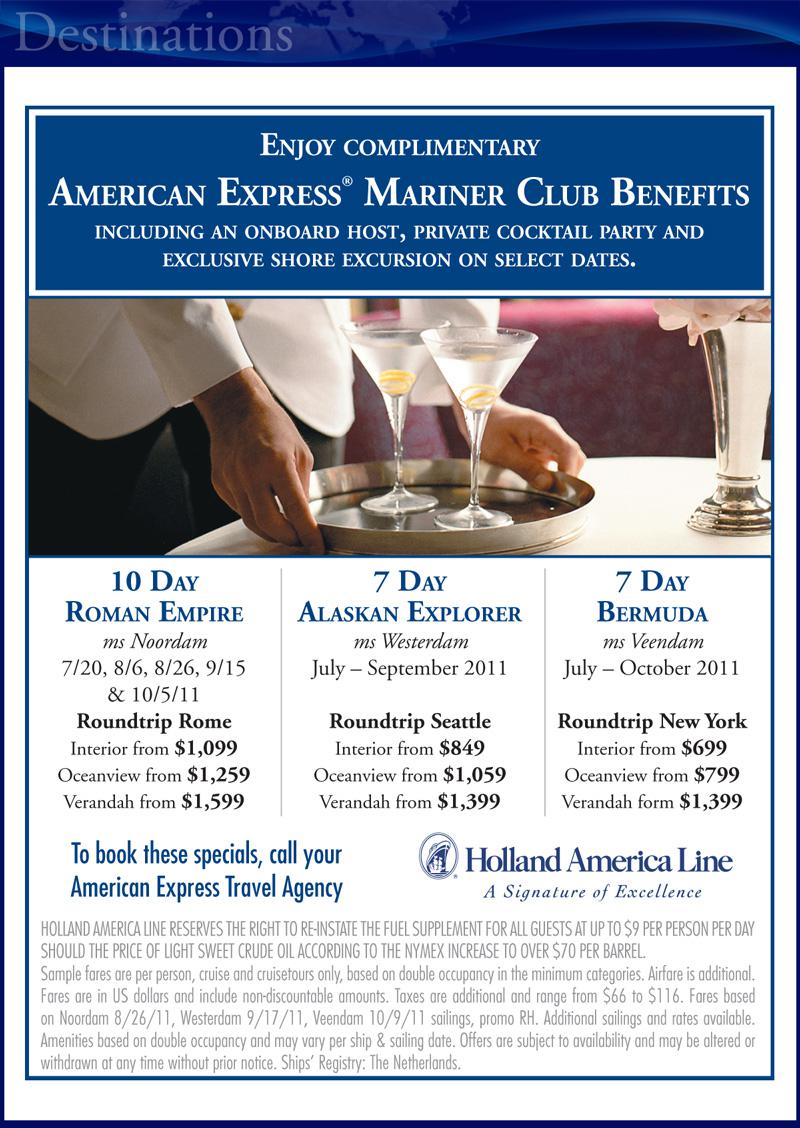 Destinations
Enjoy complimentary
American Express® Mariner Club Benefits
including an onboard host, private cocktail party and
exclusive shore excursion on select dates.
10 Day
Roman Empire
ms Noordam
7/20, 8/6, 8/26, 9/15
& 10/5/11
Roundtrip Rome
Interior from $1,099
Oceanview from $1,259
Verandah from $1,599
7 Day
Alaskan Explorer
ms Westerdam
July – September 2011
Roundtrip Seattle
Interior from $849
Oceanview from $1,059
Verandah from $1,399
7 Day
Bermuda
ms Veendam
July – October 2011
Roundtrip New York
Interior from $699
Oceanview from $799
Verandah form $1,399
To book these specials, call your
American Express Travel Agency
Holland America Line
A Signature of Excellence
HOLLAND AMERICA LINE RESERVES THE RIGHT TO RE-INSTATE THE FUEL SUPPLEMENT FOR ALL GUESTS AT UP TO $9 PER PERSON PER DAY
SHOULD THE PRICE OF LIGHT SWEET CRUDE OIL ACCORDING TO THE NYMEX INCREASE TO OVER $70 PER BARREL.
Sample fares are per person, cruise and cruisetours only, based on double occupancy in the minimum categories. Airfare is additional.
Fares are in US dollars and include non-discountable amounts. Taxes are additional and range from $66 to $116. Fares based
on Noordam 8/26/11, Westerdam 9/17/11, Veendam 10/9/11 sailings, promo RH. Additional sailings and rates available.
Amenities based on double occupancy and may vary per ship & sailing date. Offers are subject to availability and may be altered or
withdrawn at any time without prior notice. Ships' Registry: The Netherlands.